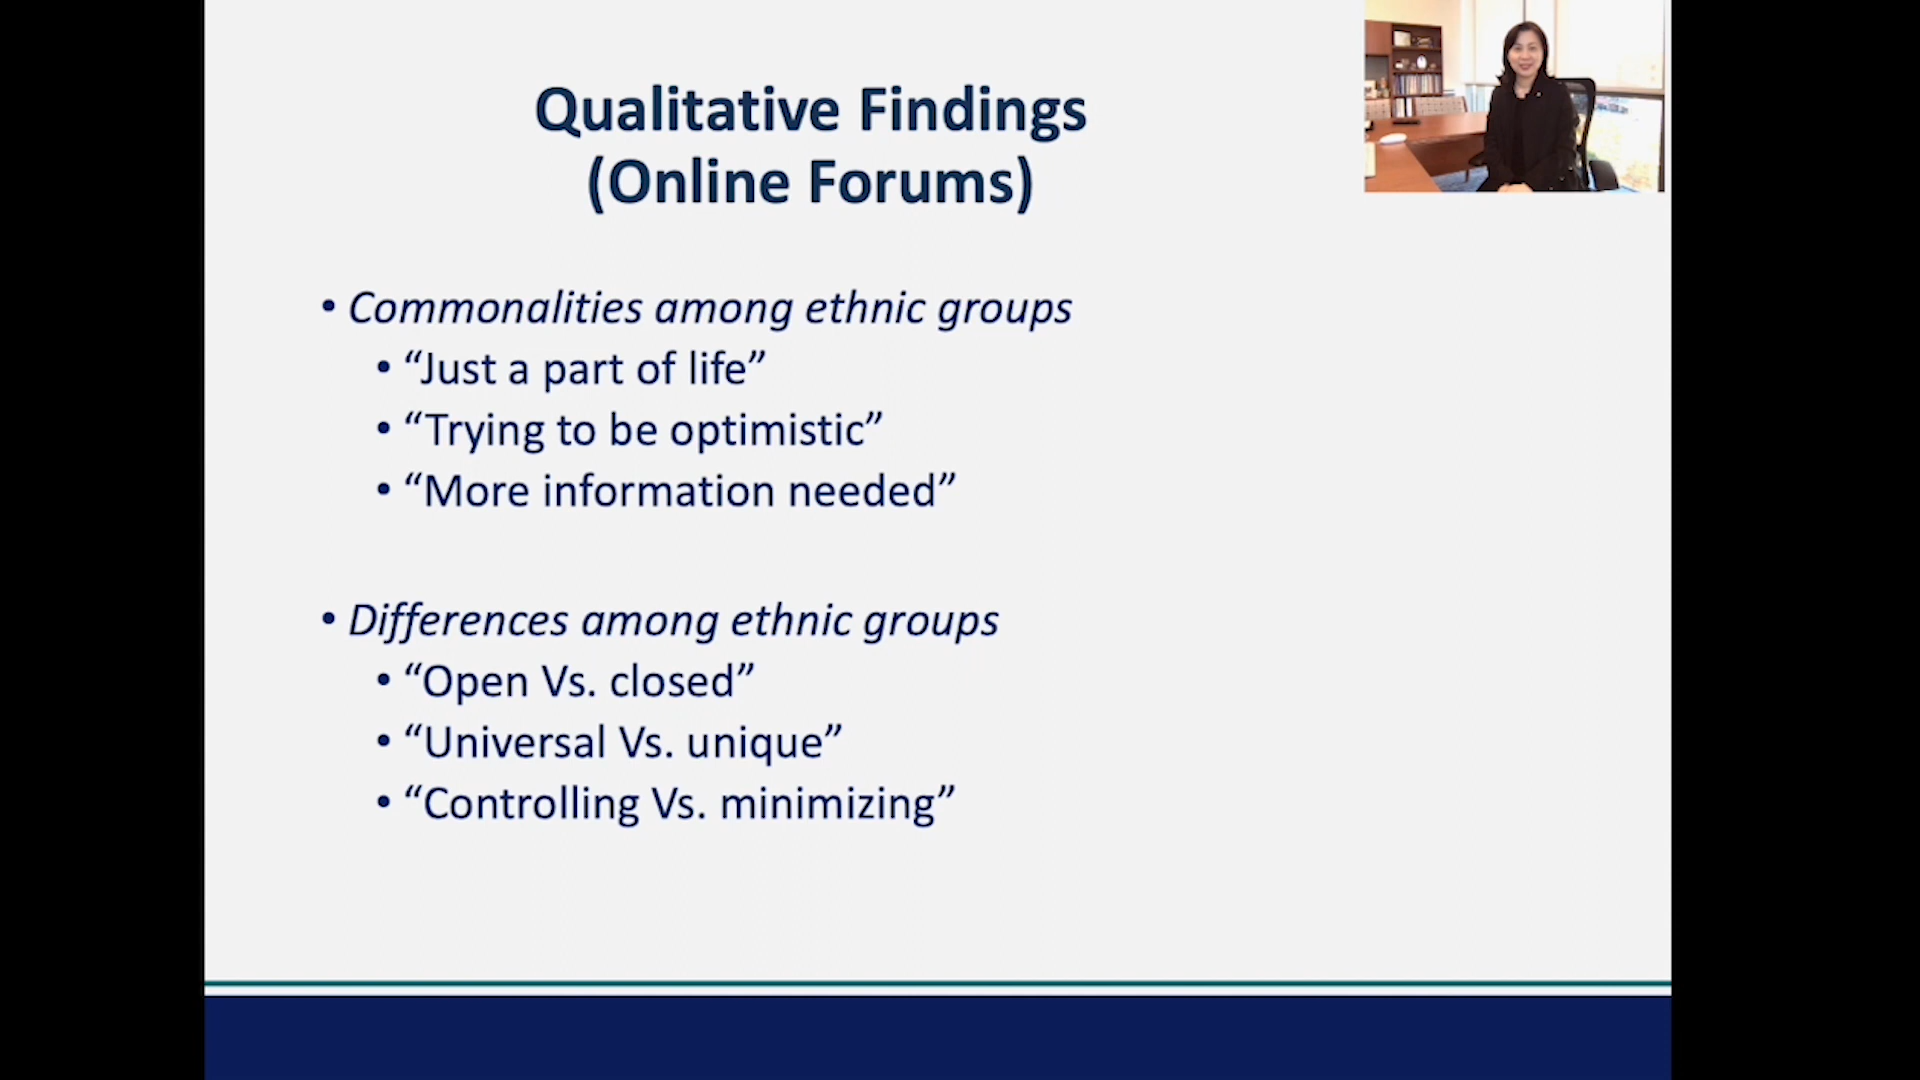 Qualitative Findings
(Online Forums)
• Commonalities among ethnic groups
• “Just a part of life”
• “Trying to be optimistic”
• “More information needed”
• Differences among ethnic groups
• “Open Vs. closed”
• “Universal Vs. unique”
• “Controlling Vs. minimizing”